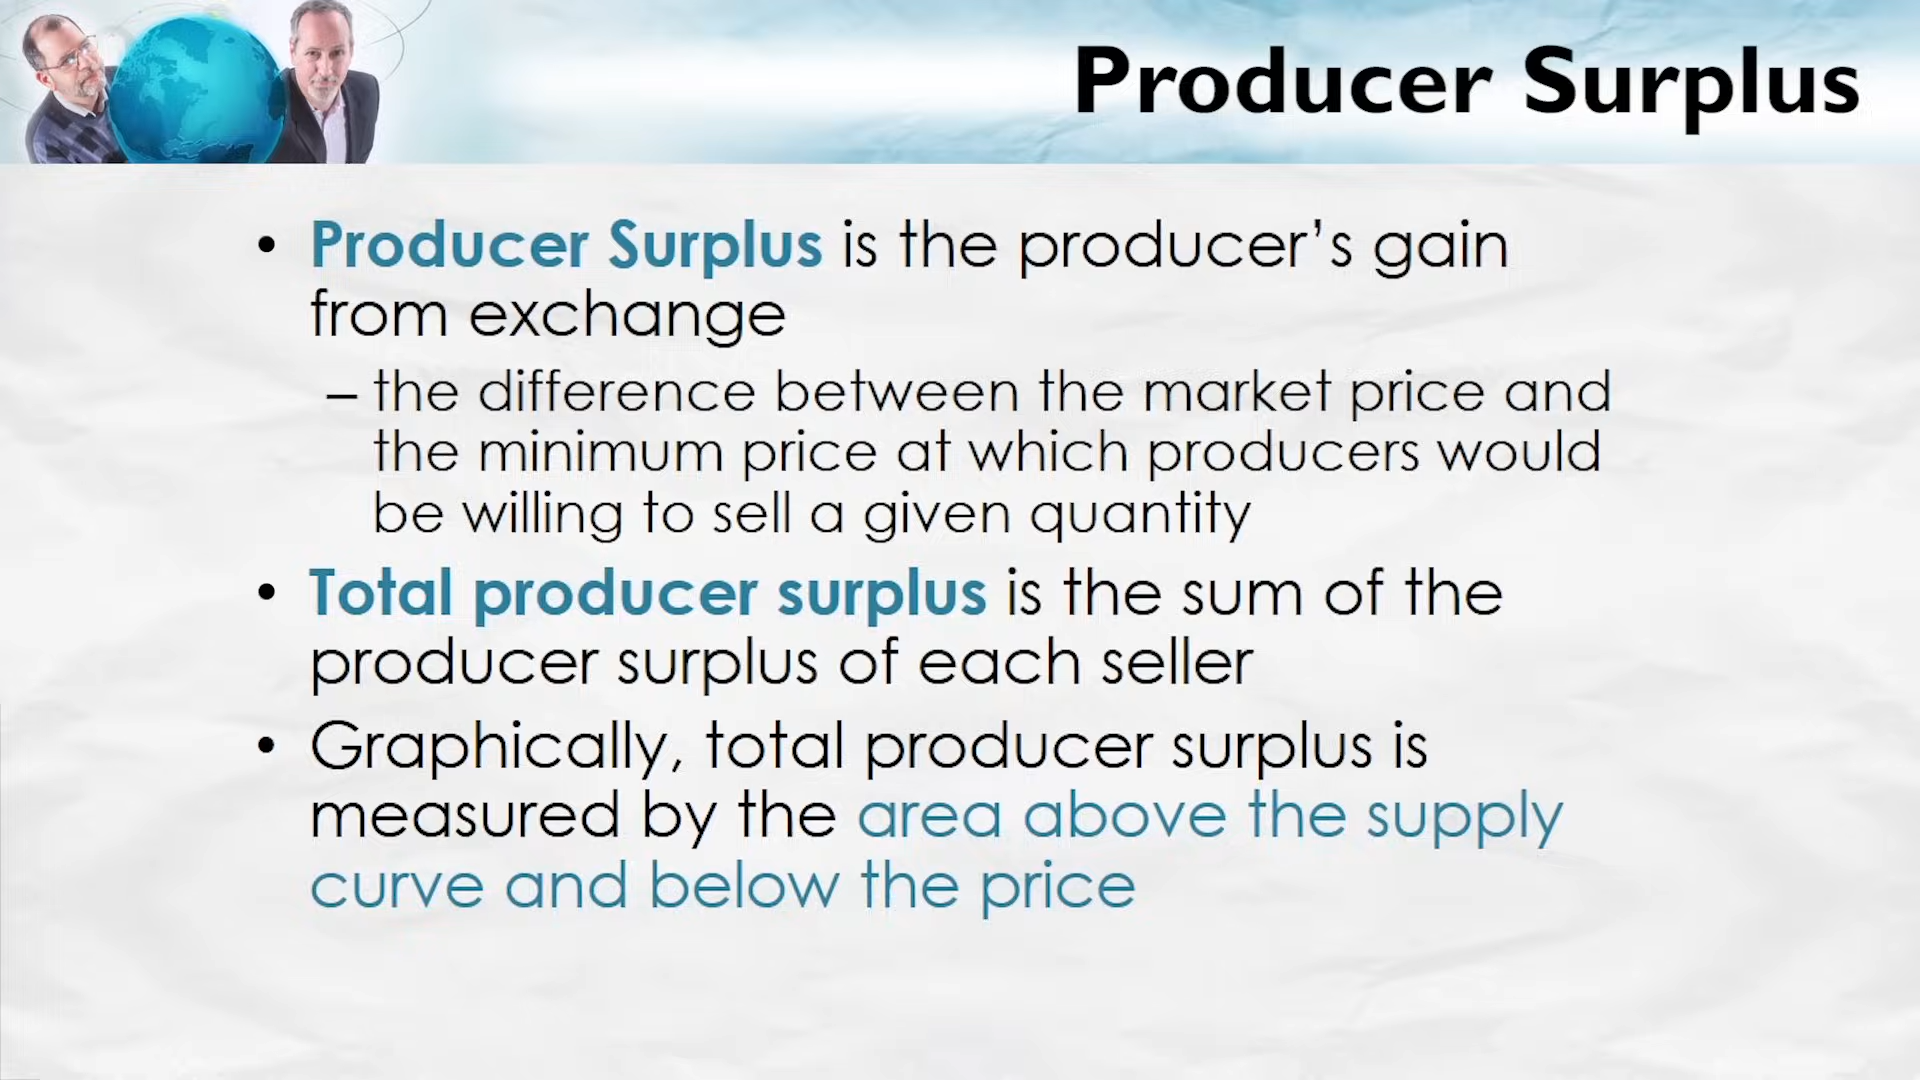 Producer Surplus
• Producer Surplus is the producer’s gain
from exchange
– the difference between the market price and
the minimum price at which producers would
be willing to sell a given quantity
• Total producer surplus is the sum of the
producer surplus of each seller
• Graphically, total producer surplus is
measured by the area above the supply
curve and below the price